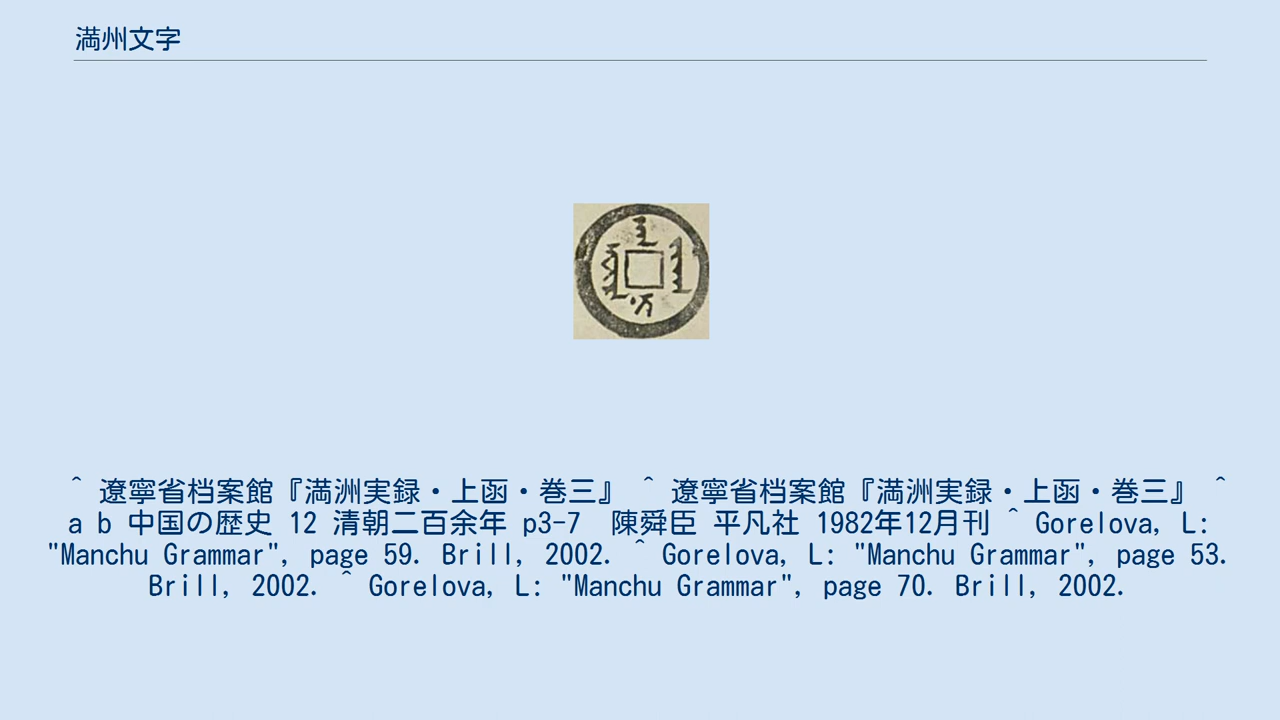 満州文字
^ 遼寧省档案館『満洲実録・上函・巻三』 ^ 遼寧省档案館『満洲実録・上函・巻三』 ^
a b 中国の歴史 12 清朝二百余年 p3-7　陳舜臣 平凡社 1982年12月刊 ^ Gorelova, L:
"Manchu Grammar", page 59. Brill, 2002. ^ Gorelova, L: "Manchu Grammar", page 53.
Brill, 2002. ^ Gorelova, L: "Manchu Grammar", page 70. Brill, 2002.